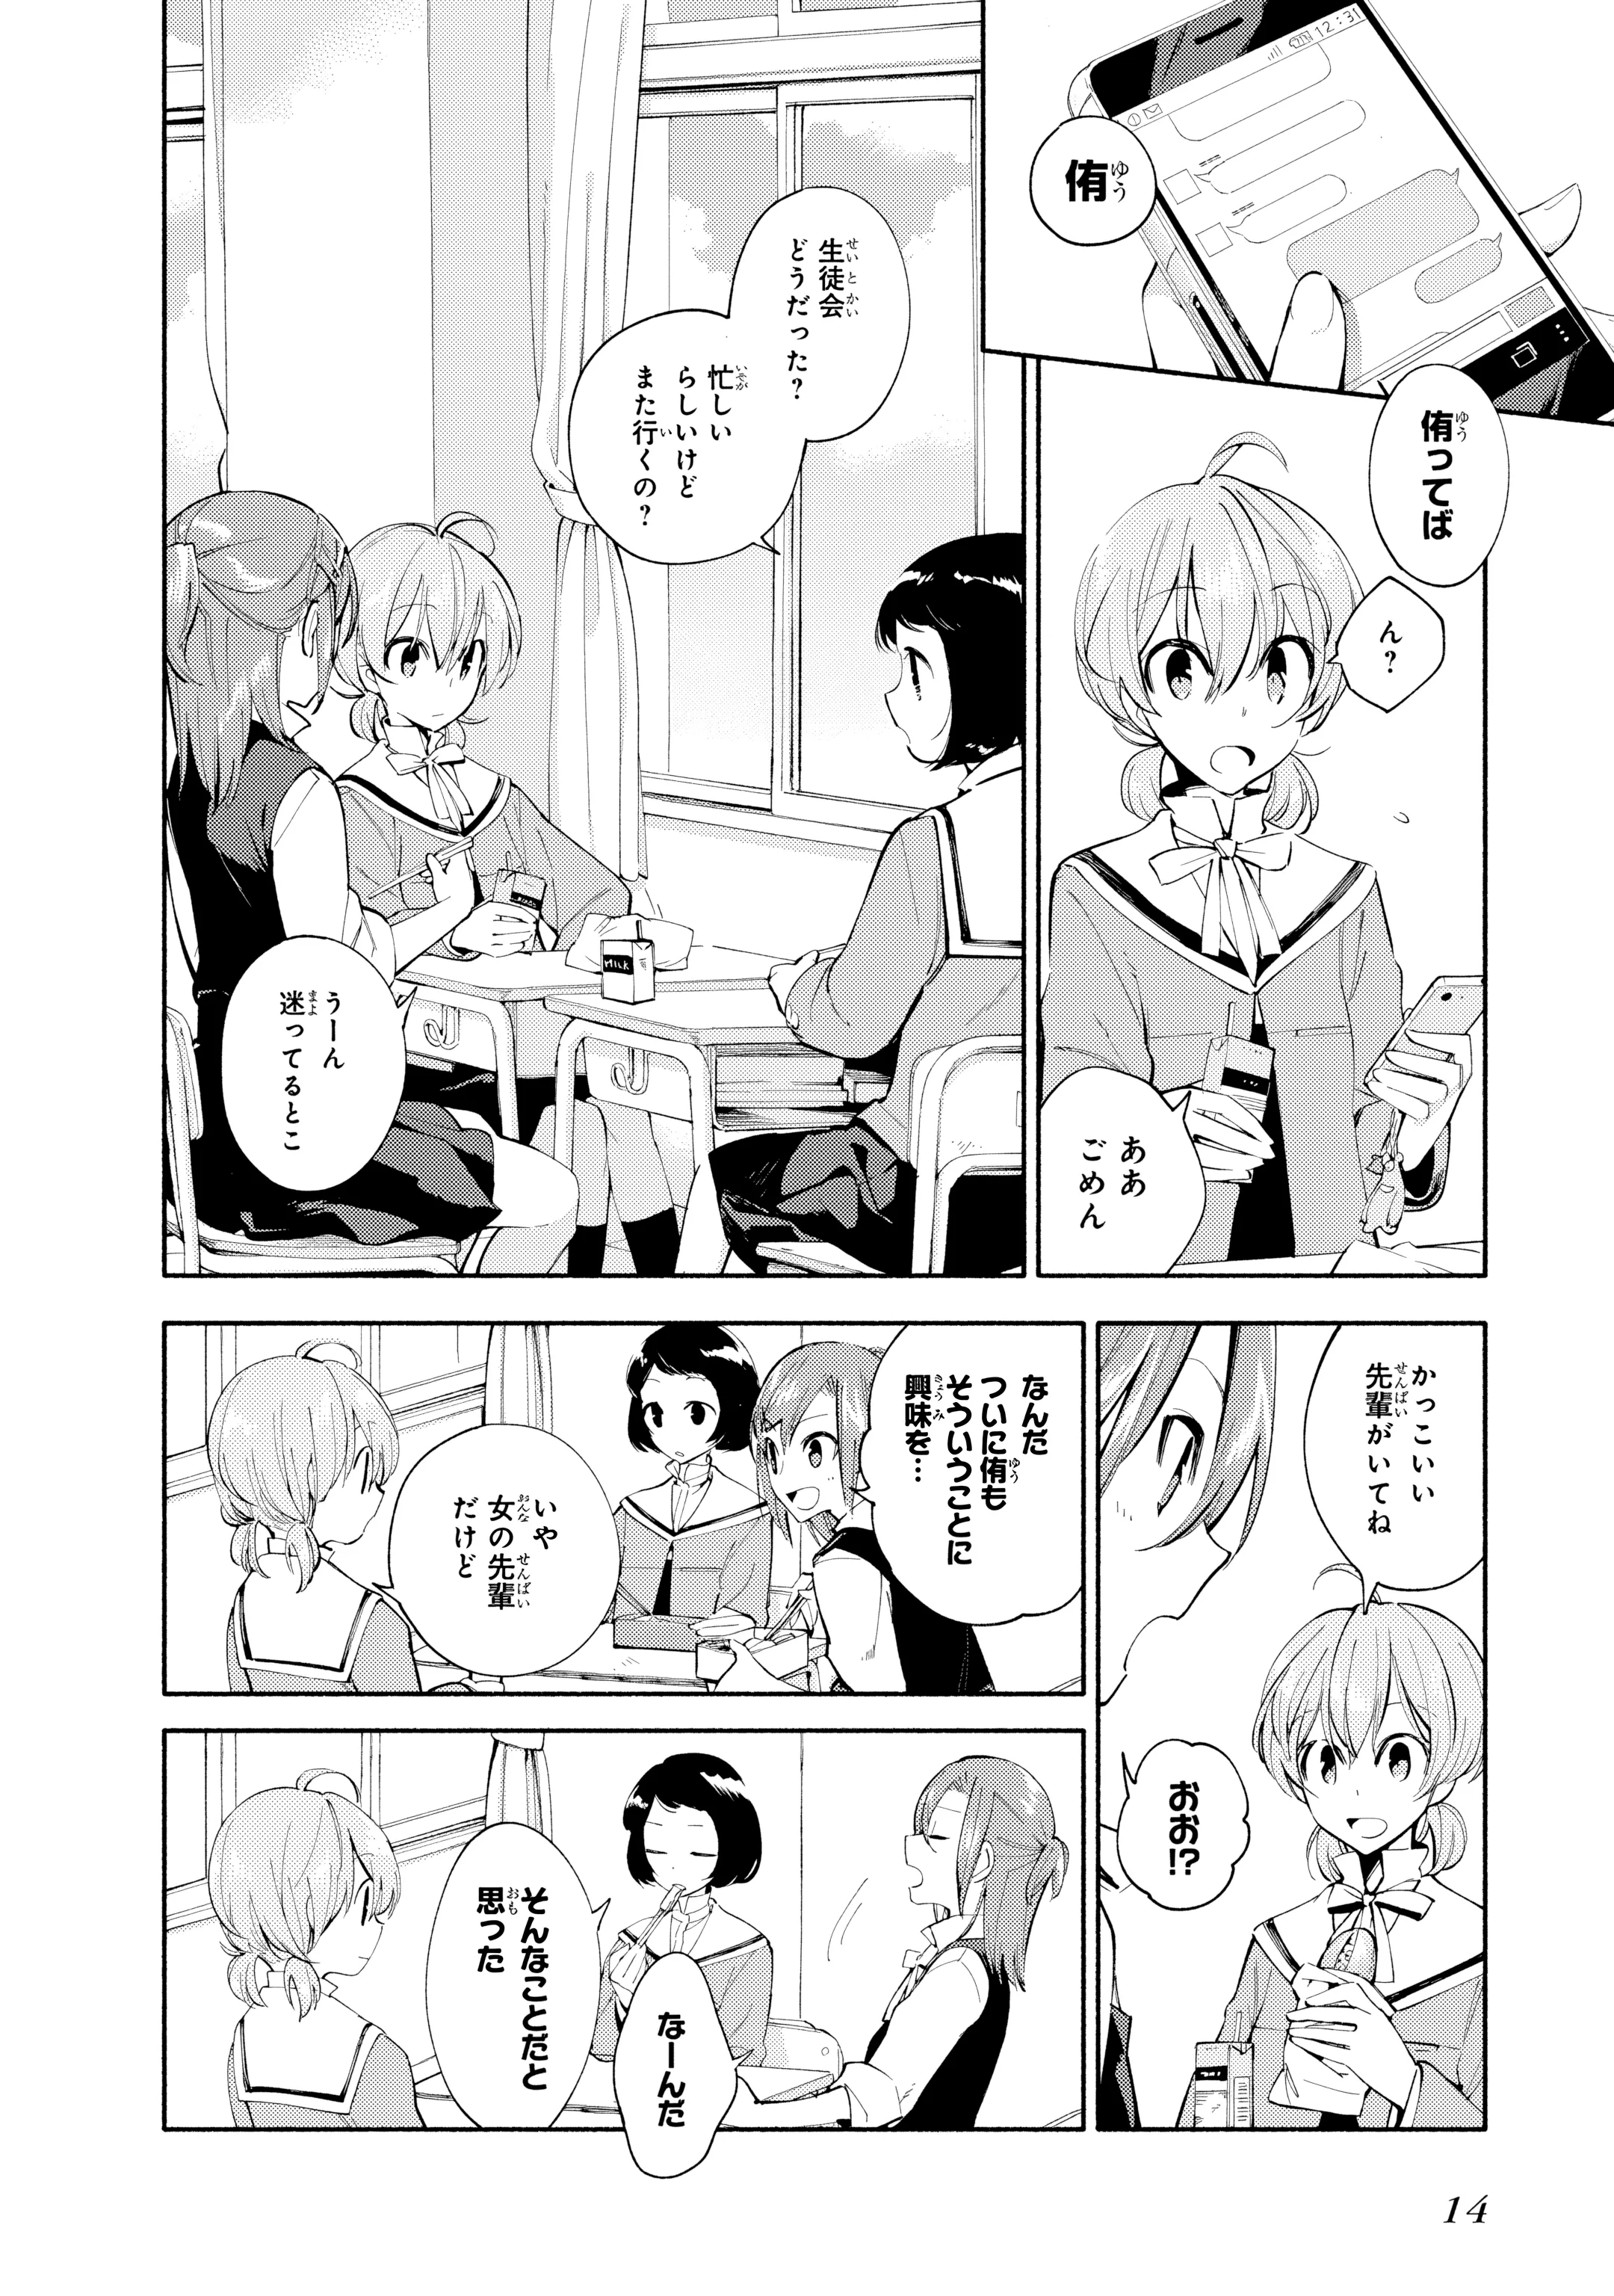 12:31
侑
侑ってば
ん?
ああ
ごめん
生徒会
どうだった?
忙しい
らしいけど
また行くの?
MILK
うーん
迷ってるとこ
かっこいい
先輩がいてね
おお!?
なんだ
ついに侑も
そういうことに
興味を…
いや
女の先輩
だけど
なーんだ
そんなことだと
思った
14